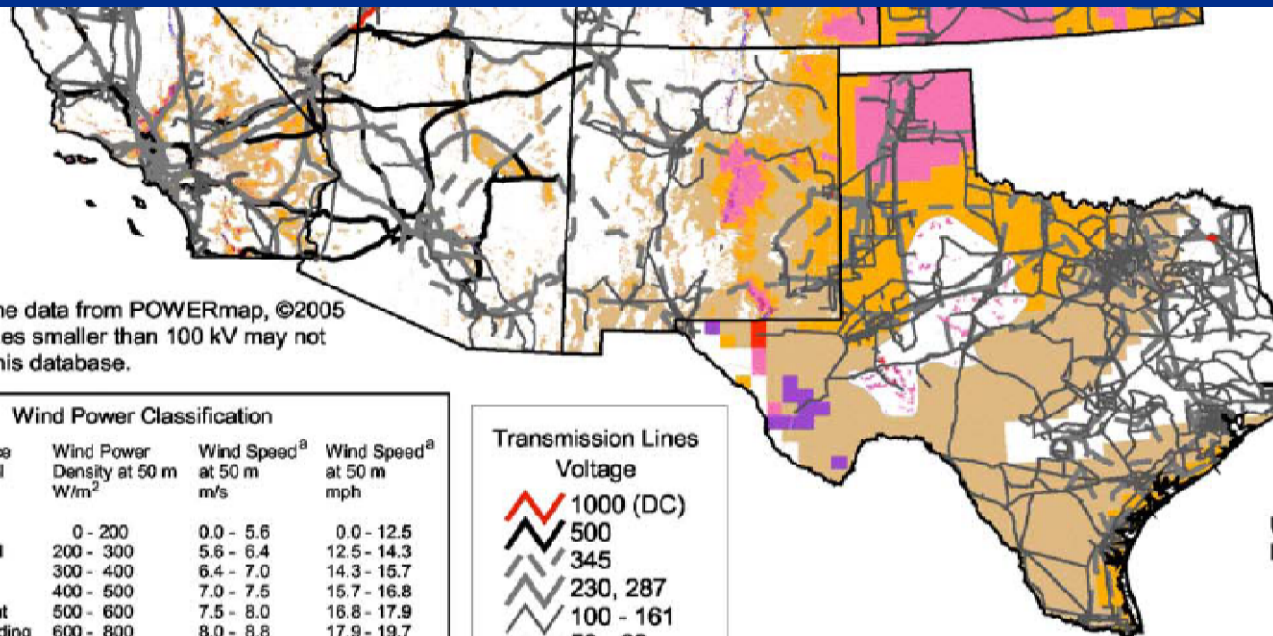 ne data from POWERmap, ©2005
es smaller than 100 kV may not
his database.
Wind Power Classification
Wind Power Wind Speed a Wind Speed a
Density at 50 m at 50 m at 50 m
W/m2 m/s mph
0 - 200 0.0 - 5.6 0.0 - 12.5
200 - 300 5.6 - 6.4 12.5 - 14.3
300 - 400 6.4 - 7.0 14.3 - 15.7
400 - 500 7.0 - 7.5 15.7 - 16.8
500 - 600 7.5 - 8.0 16.8 - 17.9
600 - 800 8.0 - 8.8 17.9 - 19.7
Transmission Lines
Voltage
1000 (DC)
500
345
230, 287
100 - 161